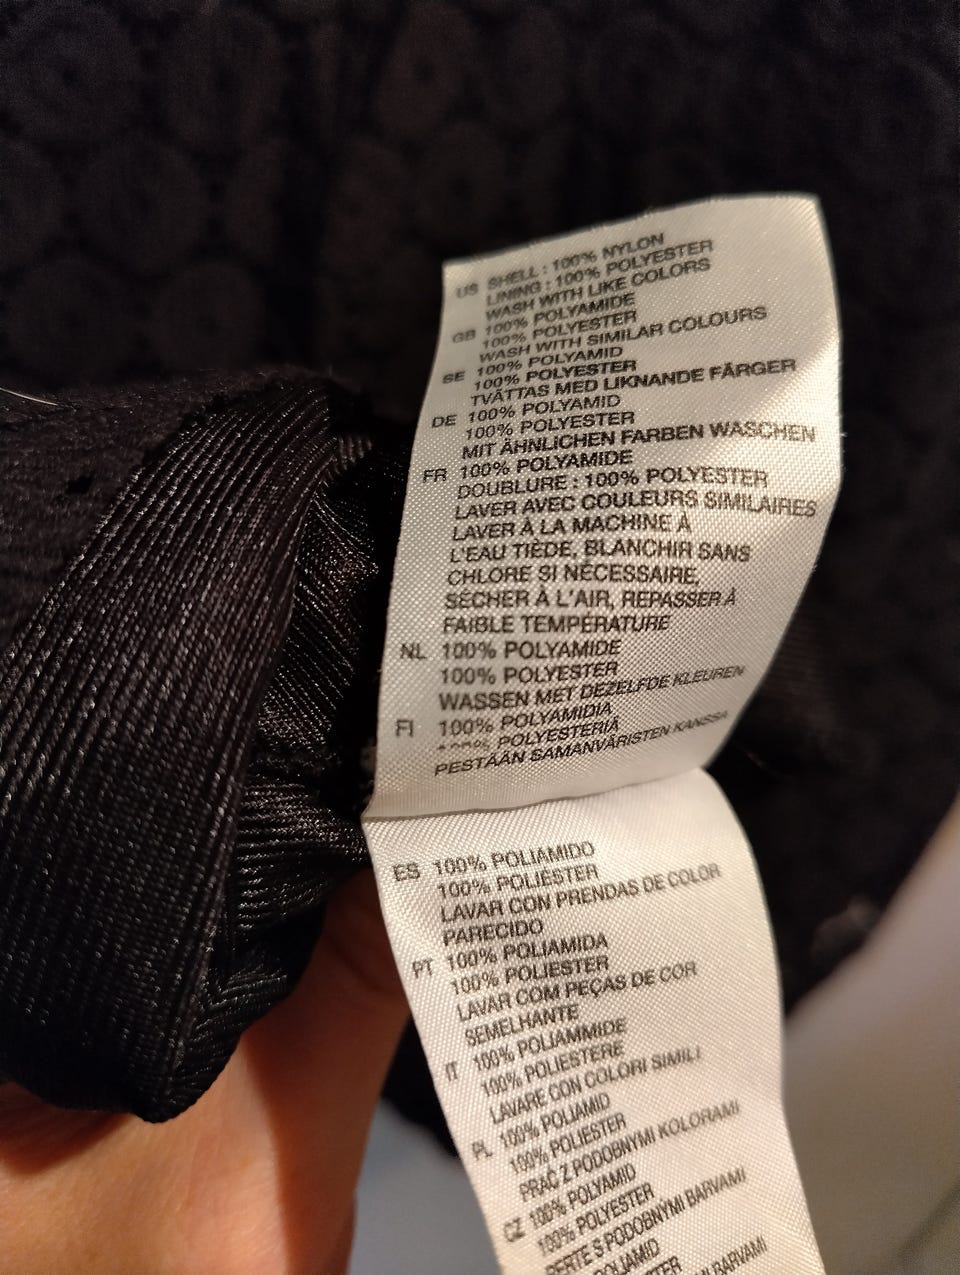 US SHELL : 100% NYLON
LINING : 100% POLYESTER
WASH WITH LIKE COLORS
GB 100% POLYAMIDE
100% POLYESTER
WASH WITH SIMILAR COLOURS
SE 100% POLYAMID
100% POLYESTER
TVÄTTAS MED LIKNANDE FÄRGER
DE 100% POLYAMID
100% POLYESTER
MIT ÄHNLICHEN FARBEN WASCHEN
FR 100% POLYAMIDE
DOUBLURE : 100% POLYESTER
LAVER AVEC COULEURS SIMILAIRES
LAVER À LA MACHINE À
L'EAU TIÈDE, BLANCHIR SANS
CHLORE SI NÉCESSAIRE,
SÉCHER À L'AIR, REPASSER À
FAIBLE TEMPÉRATURE
NL 100% POLYAMIDE
100% POLYESTER
WASSEN MET DEZELFDE KLEUREN
FI 100% POLYAMIDIA
100% POLYESTERIÄ
PESTÄÄN SAMANVÄRISTEN KANSSA
ES 100% POLIAMIDO
100% POLIÉSTER
LAVAR CON PRENDAS DE COLOR
PARECIDO
PT 100% POLIAMIDA
100% POLIESTER
LAVAR COM PEÇAS DE COR
SEMELHANTE
IT 100% POLIAMMIDE
100% POLIESTERE
LAVARE CON COLORI SIMILI
PL 100% POLIAMID
100% POLIESTER
PRAĆ Z PODOBNYMI KOLORAMI
CZ 100% POLYAMID
100% POLYESTER
PERTE S PODOBNÝMI BARVAMI
BARVAMI